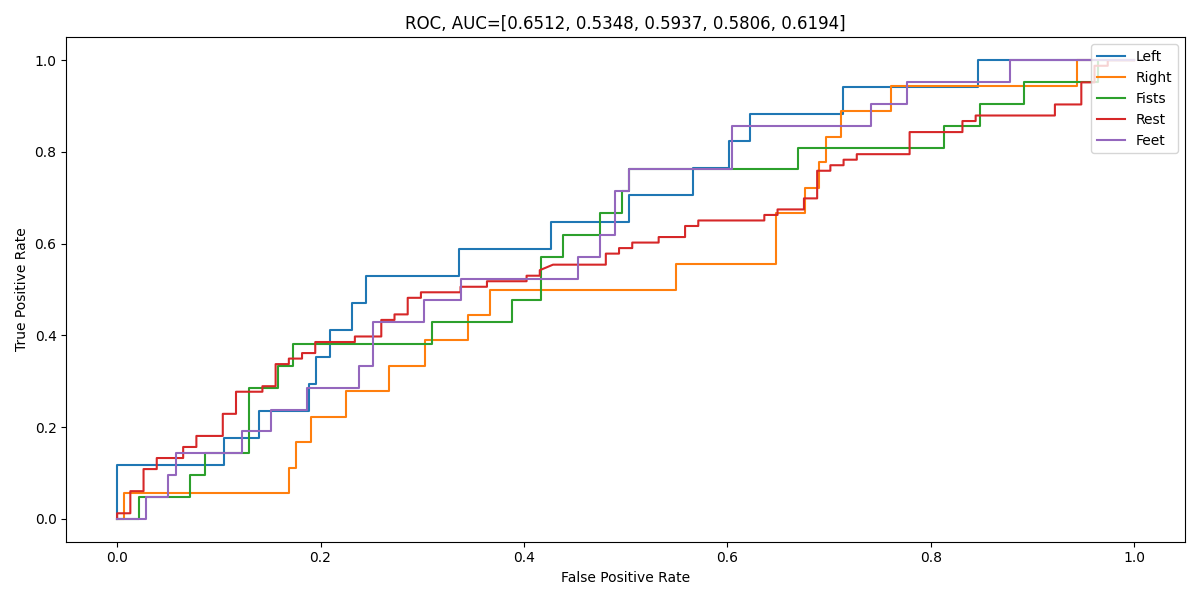 ROC, AUC=[0.6512, 0.5348, 0.5937, 0.5806, 0.6194]
Left
Right
Fists
Rest
Feet
1.0
0.8
0.6
0.4
0.2
0.0
True Positive Rate
0.0 0.2 0.4 0.6 0.8 1.0
False Positive Rate